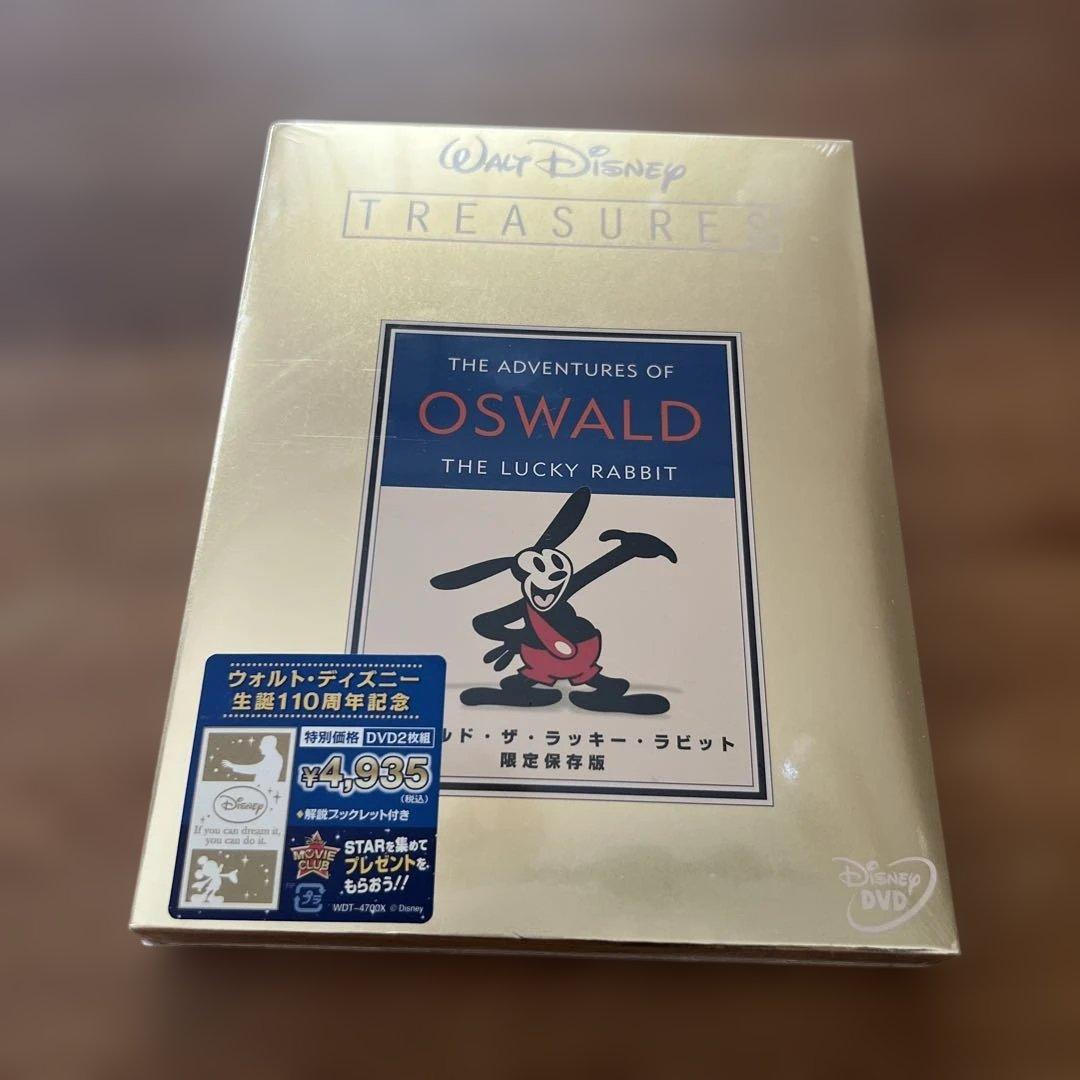 WALT DISNEY
TREASURES
THE ADVENTURES OF
OSWALD
THE LUCKY RABBIT
ルド・ザ・ラッキー・ラビット
限定保存版
ウォルト・ディズニー
生誕110周年記念
特別価格 DVD2枚組
¥4,935
(税込)
◆解説ブックレット付き
Disney
If you can dream it,
you can do it.
MOVIE
CLUB
STARを集めて
プレゼントを
もらおう!!
プラ
WDT-4700X © Disney
DISNEY
DVD